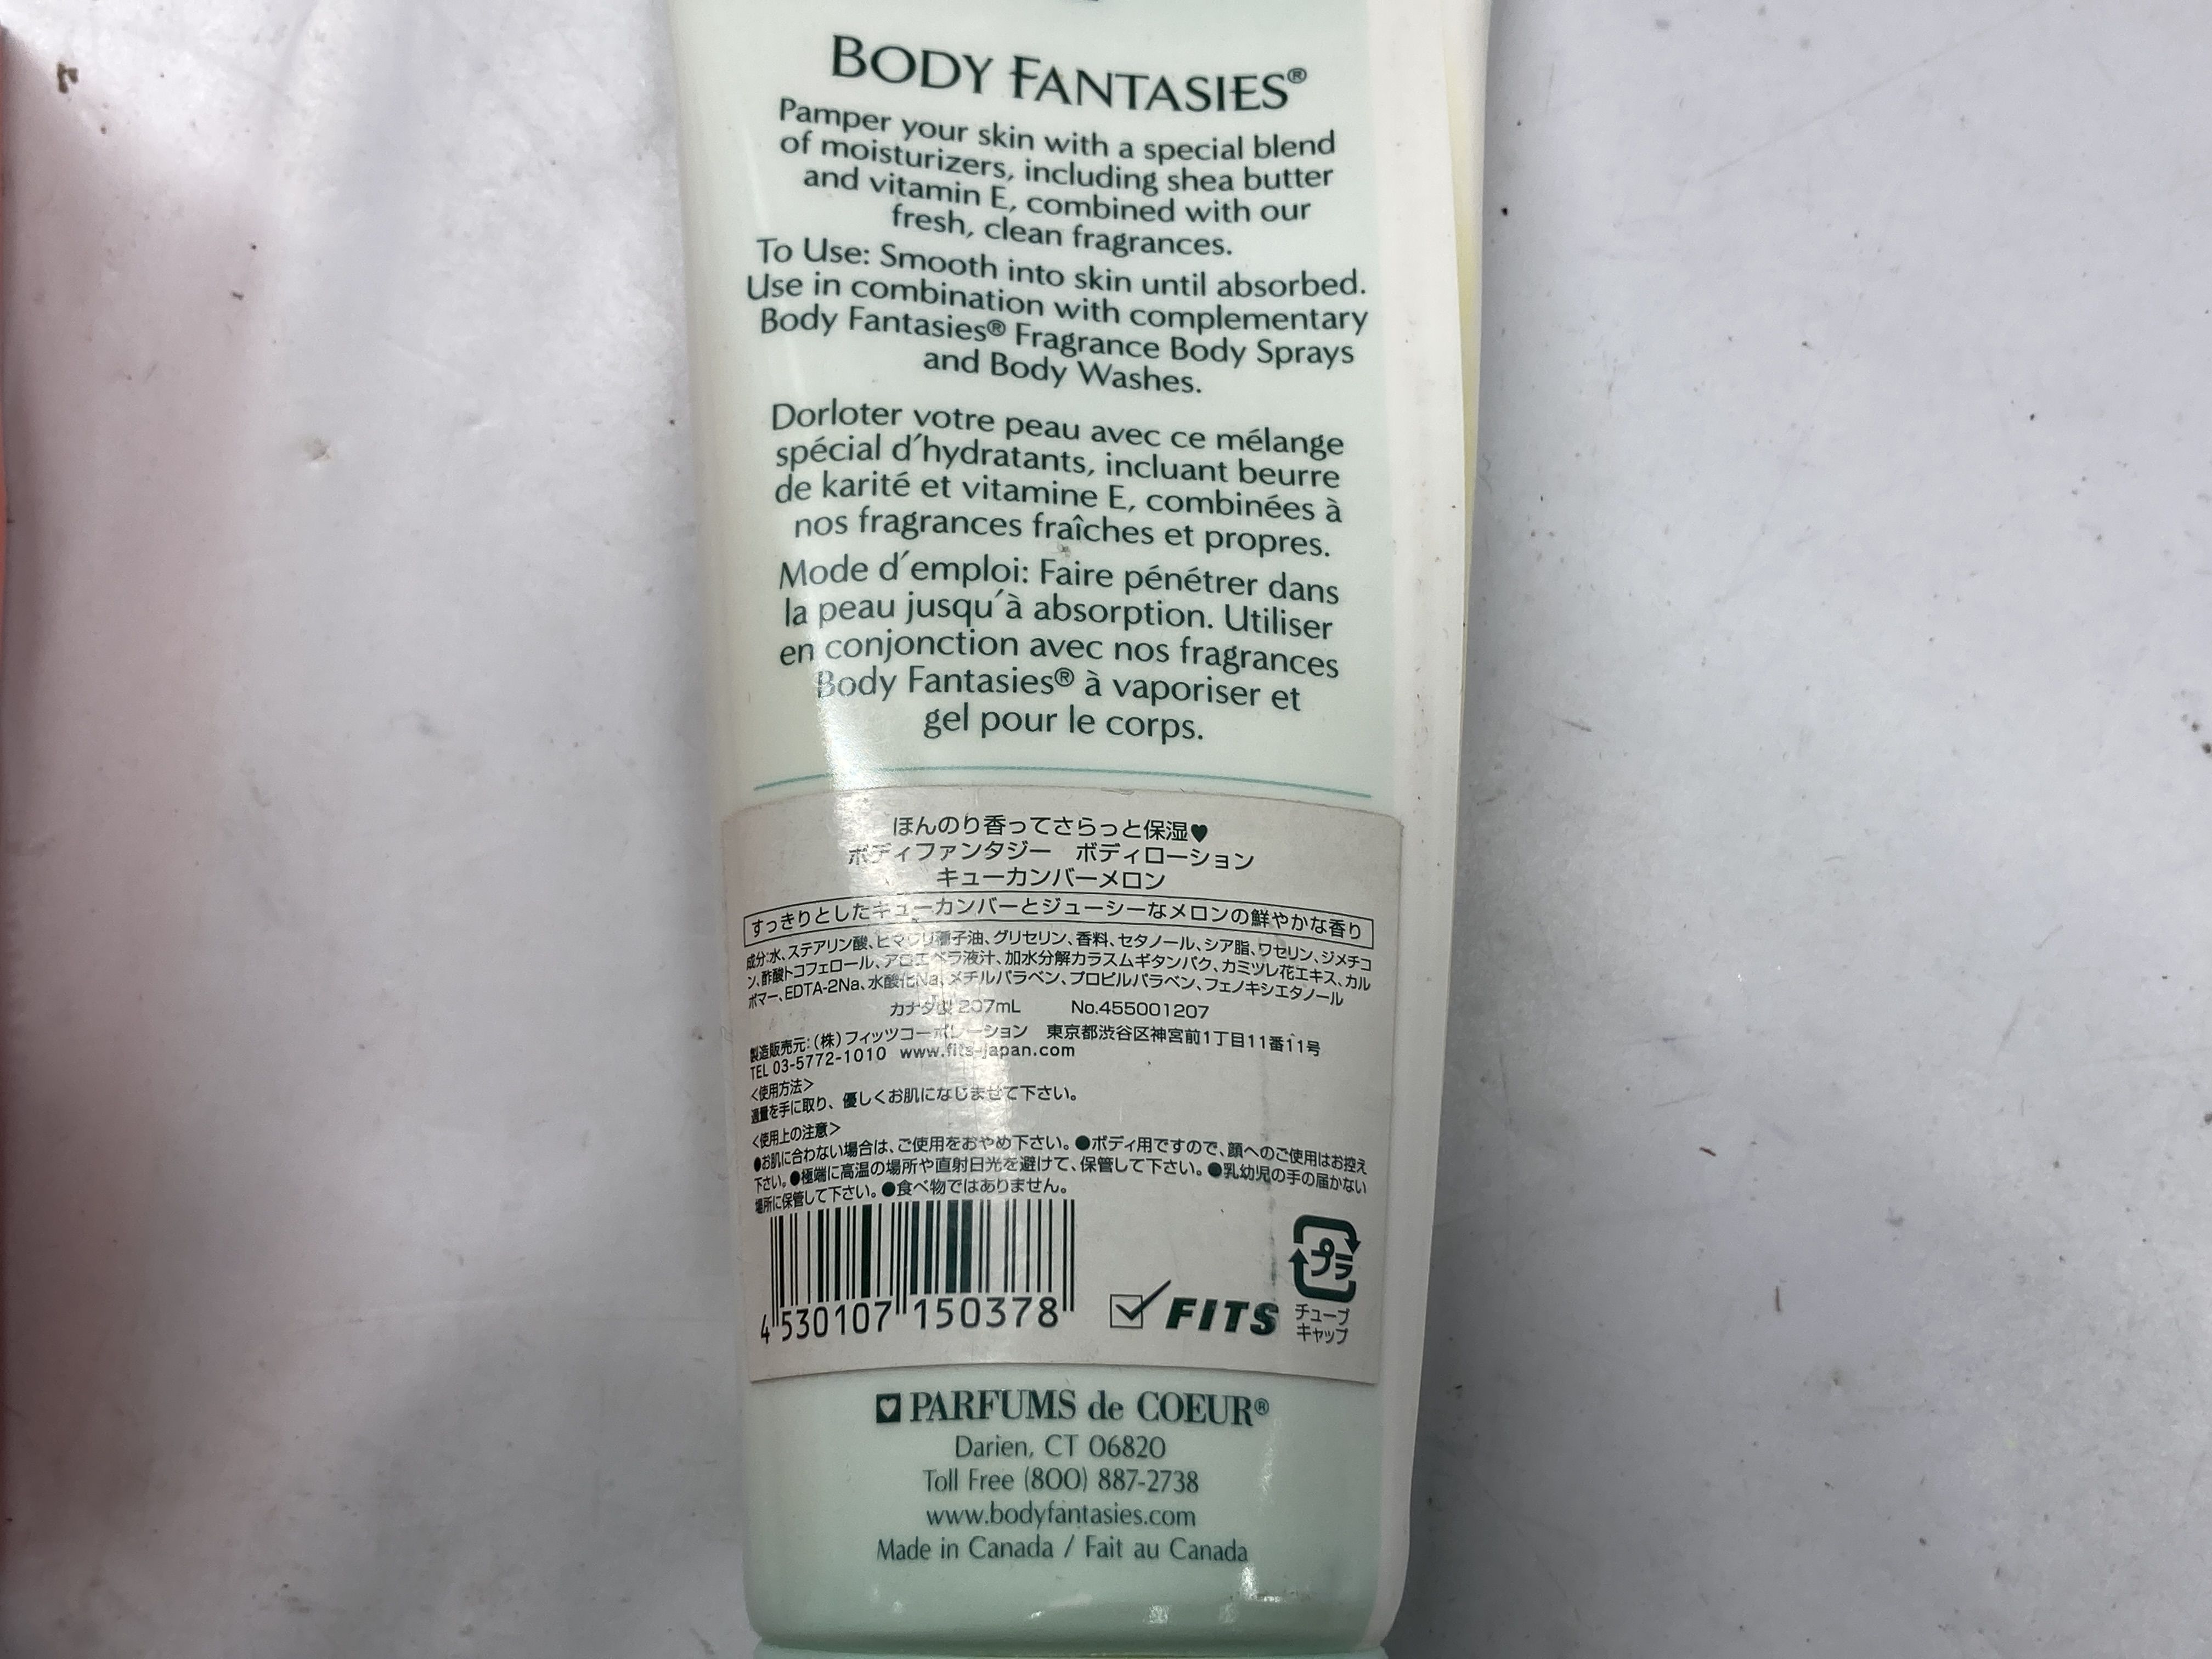 BODY FANTASIES®
Pamper your skin with a special blend
of moisturizers, including shea butter
and vitamin E, combined with our
fresh, clean fragrances.
To Use: Smooth into skin until absorbed.
Use in combination with complementary
Body Fantasies® Fragrance Body Sprays
and Body Washes.
Dorloter votre peau avec ce mélange
spécial d'hydratants, incluant beurre
de karité et vitamine E, combinées à
nos fragrances fraîches et propres.
Mode d'emploi: Faire pénétrer dans
la peau jusqu'à absorption. Utiliser
en conjonction avec nos fragrances
Body Fantasies® à vaporiser et
gel pour le corps.
ほんのり香ってさらっと保湿♥
ボディファンタジー　ボディローション
キューカンバーメロン
すっきりとしたキューカンバーとジューシーなメロンの鮮やかな香り
成分:水、ステアリン酸、ヒマワリ種子油、グリセリン、香料、セタノール、シア脂、ワセリン、ジメチコ
ン、酢酸トコフェロール、アロエベラ液汁、加水分解カラスムギタンパク、カミツレ花エキス、カル
ボマー、EDTA-2Na、水酸化Na、メチルパラベン、プロピルパラベン、フェノキシエタノール
カナダ製 207mL　No.455001207
製造販売元:(株)フィッツコーポレーション　東京都渋谷区神宮前1丁目11番11号
TEL 03-5772-1010 www.fits-japan.com
<使用方法>
適量を手に取り、優しくお肌になじませて下さい。
<使用上の注意>
●お肌に合わない場合は、ご使用をおやめ下さい。●ボディ用ですので、顔へのご使用はお控え
下さい。●極端に高温の場所や直射日光を避けて、保管して下さい。●乳幼児の手の届かない
場所に保管して下さい。●食べ物ではありません。
4 530107 150378
FITS
プラ
チューブ
キャップ
PARFUMS de COEUR®
Darien, CT 06820
Toll Free (800) 887-2738
www.bodyfantasies.com
Made in Canada / Fait au Canada